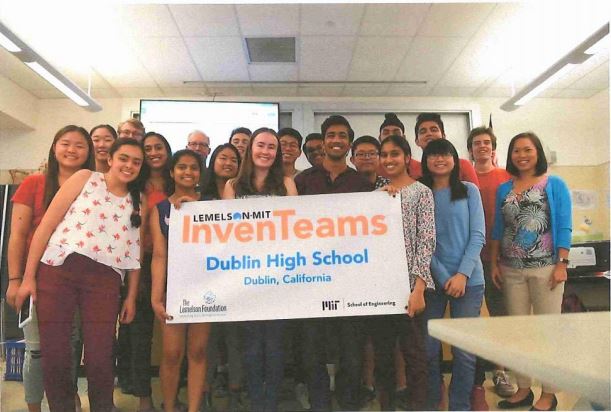 LEMELSON-MIT
InvenTeams
Dublin High School
Dublin, California
The
Lemelson Foundation
MIT School of Engineering